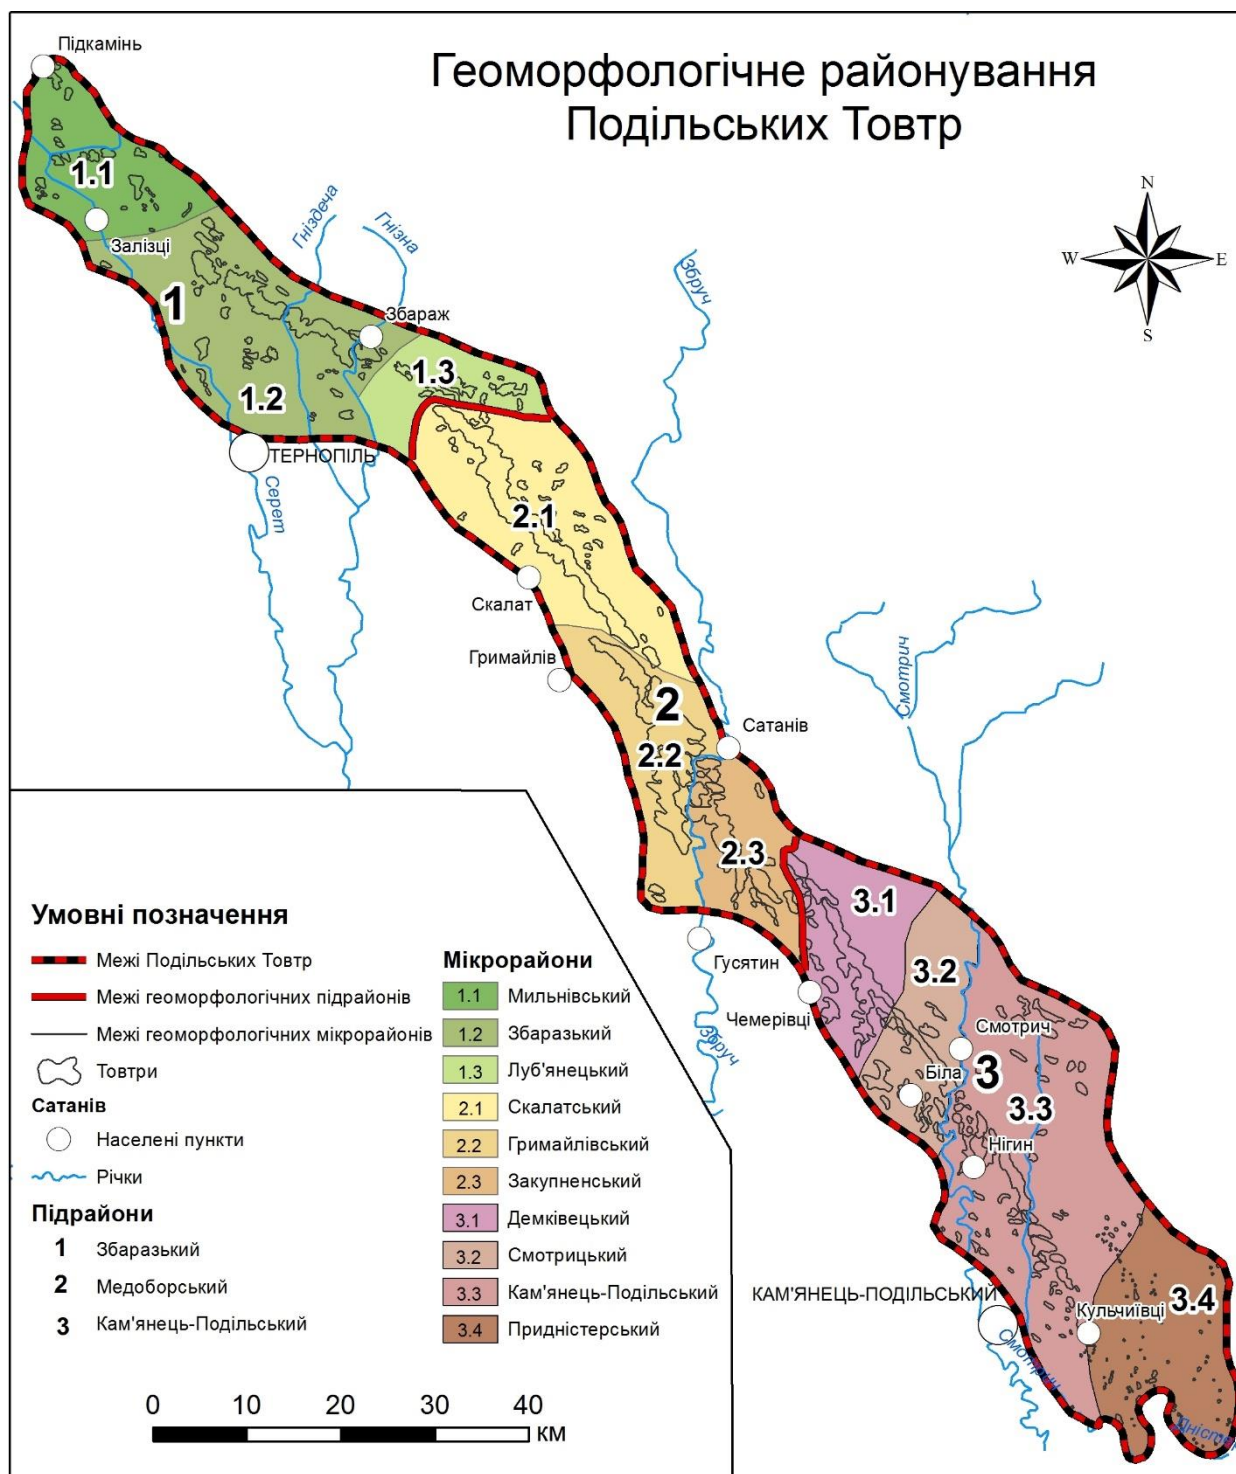 Геоморфологічне районування
Подільських Товтр
Підкамінь
N
W
E
S
1.1
Залізці
Гніздеча
Гнізна
Збруч
1
Збараж
1.3
1.2
ТЕРНОПІЛЬ
Серет
2.1
Скалат
Гримайлів
Смотрич
2
Сатанів
2.2
2.3
3.1
Гусятин
3.2
Чемерівці
Збруч
Смотрич
3
Біла
3.3
Нігин
КАМ'ЯНЕЦЬ-ПОДІЛЬСЬКИЙ
3.4
Кульчиївці
Смотрич
Дністер
Умовні позначення
Межі Подільських Товтр
Межі геоморфологічних підрайонів
Межі геоморфологічних мікрорайонів
Товтри
Сатанів
Населені пункти
Річки
Підрайони
1 Збаразький
2 Медоборський
3 Кам'янець-Подільський
Мікрорайони
1.1 Мильнівський
1.2 Збаразький
1.3 Луб'янецький
2.1 Скалатський
2.2 Гримайлівський
2.3 Закупненський
3.1 Демківецький
3.2 Смотрицький
3.3 Кам'янець-Подільський
3.4 Придністерський
0 10 20 30 40
КМ